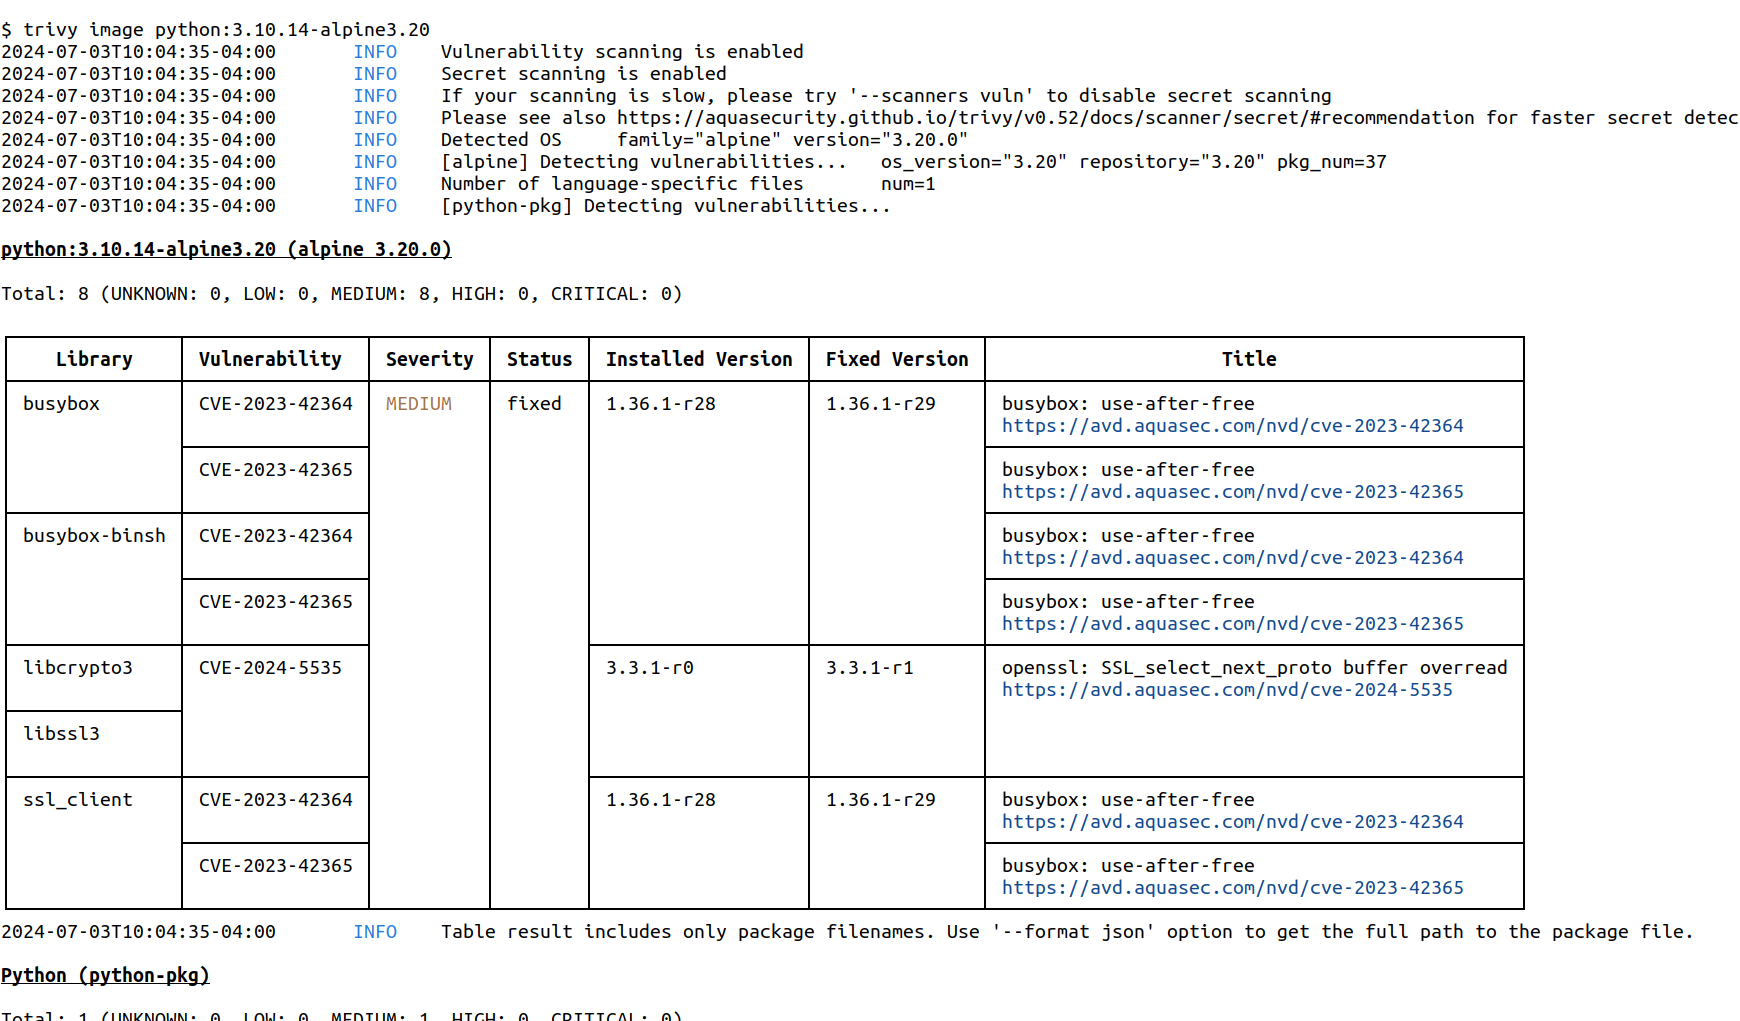 $ trivy image python:3.10.14-alpine3.20
2024-07-03T10:04:35-04:00 INFO Vulnerability scanning is enabled
2024-07-03T10:04:35-04:00 INFO Secret scanning is enabled
2024-07-03T10:04:35-04:00 INFO If your scanning is slow, please try '--scanners vuln' to disable secret scanning
2024-07-03T10:04:35-04:00 INFO Please see also https://aquasecurity.github.io/trivy/v0.52/docs/scanner/secret/#recommendation for faster secret detec
2024-07-03T10:04:35-04:00 INFO Detected OS family="alpine" version="3.20.0"
2024-07-03T10:04:35-04:00 INFO [alpine] Detecting vulnerabilities... os_version="3.20" repository="3.20" pkg_num=37
2024-07-03T10:04:35-04:00 INFO Number of language-specific files num=1
2024-07-03T10:04:35-04:00 INFO [python-pkg] Detecting vulnerabilities...
python:3.10.14-alpine3.20 (alpine 3.20.0)
Total: 8 (UNKNOWN: 0, LOW: 0, MEDIUM: 8, HIGH: 0, CRITICAL: 0)
Library Vulnerability Severity Status Installed Version Fixed Version Title
busybox CVE-2023-42364 MEDIUM fixed 1.36.1-r28 1.36.1-r29 busybox: use-after-free
https://avd.aquasec.com/nvd/cve-2023-42364
CVE-2023-42365 busybox: use-after-free
https://avd.aquasec.com/nvd/cve-2023-42365
busybox-binsh CVE-2023-42364 busybox: use-after-free
https://avd.aquasec.com/nvd/cve-2023-42364
CVE-2023-42365 busybox: use-after-free
https://avd.aquasec.com/nvd/cve-2023-42365
libcrypto3 CVE-2024-5535 3.3.1-r0 3.3.1-r1 openssl: SSL_select_next_proto buffer overread
https://avd.aquasec.com/nvd/cve-2024-5535
libssl3
ssl_client CVE-2023-42364 1.36.1-r28 1.36.1-r29 busybox: use-after-free
https://avd.aquasec.com/nvd/cve-2023-42364
CVE-2023-42365 busybox: use-after-free
https://avd.aquasec.com/nvd/cve-2023-42365
2024-07-03T10:04:35-04:00 INFO Table result includes only package filenames. Use '--format json' option to get the full path to the package file.
Python (python-pkg)
Total: 1 (UNKNOWN: 0, LOW: 0, MEDIUM: 1, HIGH: 0, CRITICAL: 0)